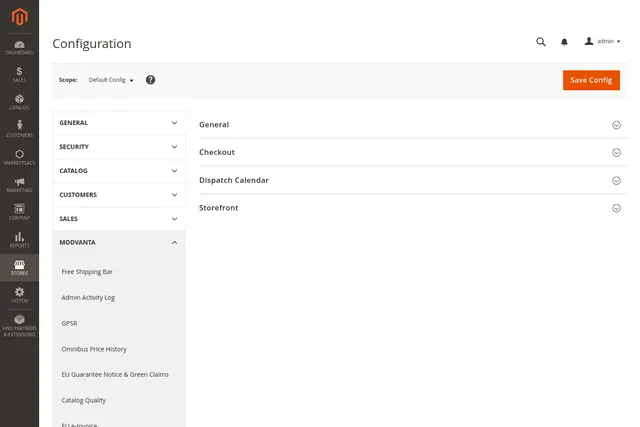 Configuration
admin
Scope: Default Config
Save Config
DASHBOARD
SALES
CATALOG
CUSTOMERS
MARKETPLACE
MARKETING
CONTENT
REPORTS
STORES
SYSTEM
FIND PARTNERS
& EXTENSIONS
GENERAL
SECURITY
CATALOG
CUSTOMERS
SALES
MODVANTA
Free Shipping Bar
Admin Activity Log
GPSR
Omnibus Price History
EU Guarantee Notice & Green Claims
Catalog Quality
EU e-Invoice
General
Checkout
Dispatch Calendar
Storefront